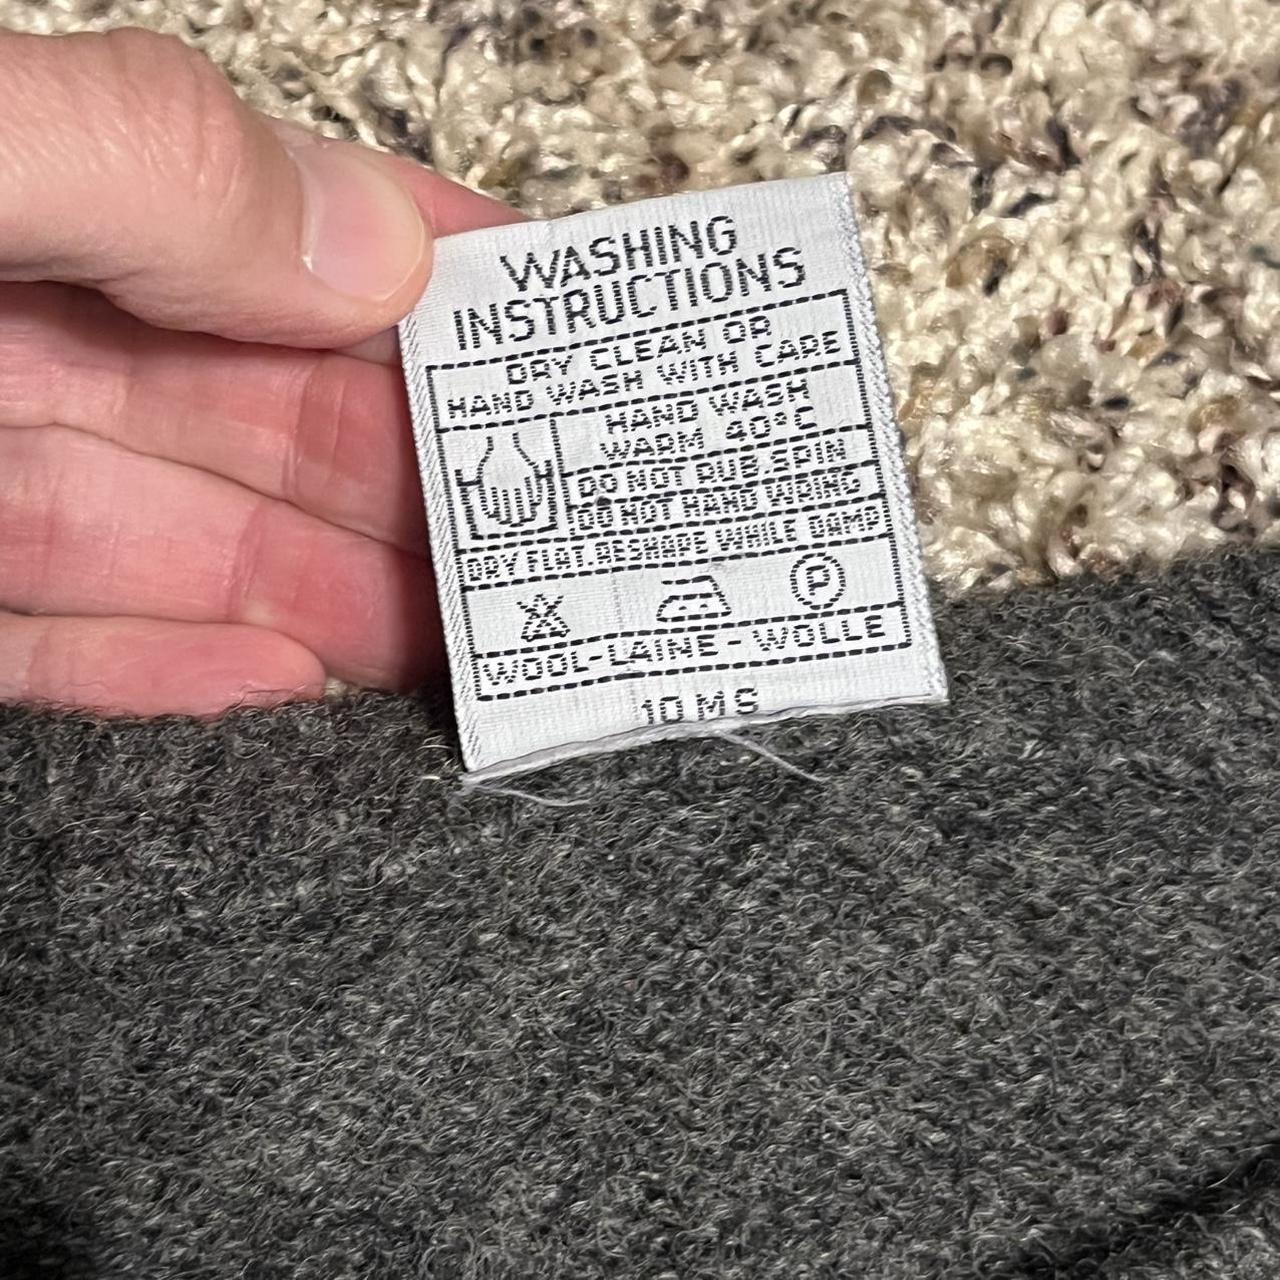 WASHING
INSTRUCTIONS
DRY CLEAN OR
HAND WASH WITH CARE
HAND WASH
WARM 40°C
DO NOT RUB.SPIN
DO NOT HAND WRING
DRY FLAT.RESHAPE WHILE DAMP
P
WOOL-LAINE - WOLLE
10 M S